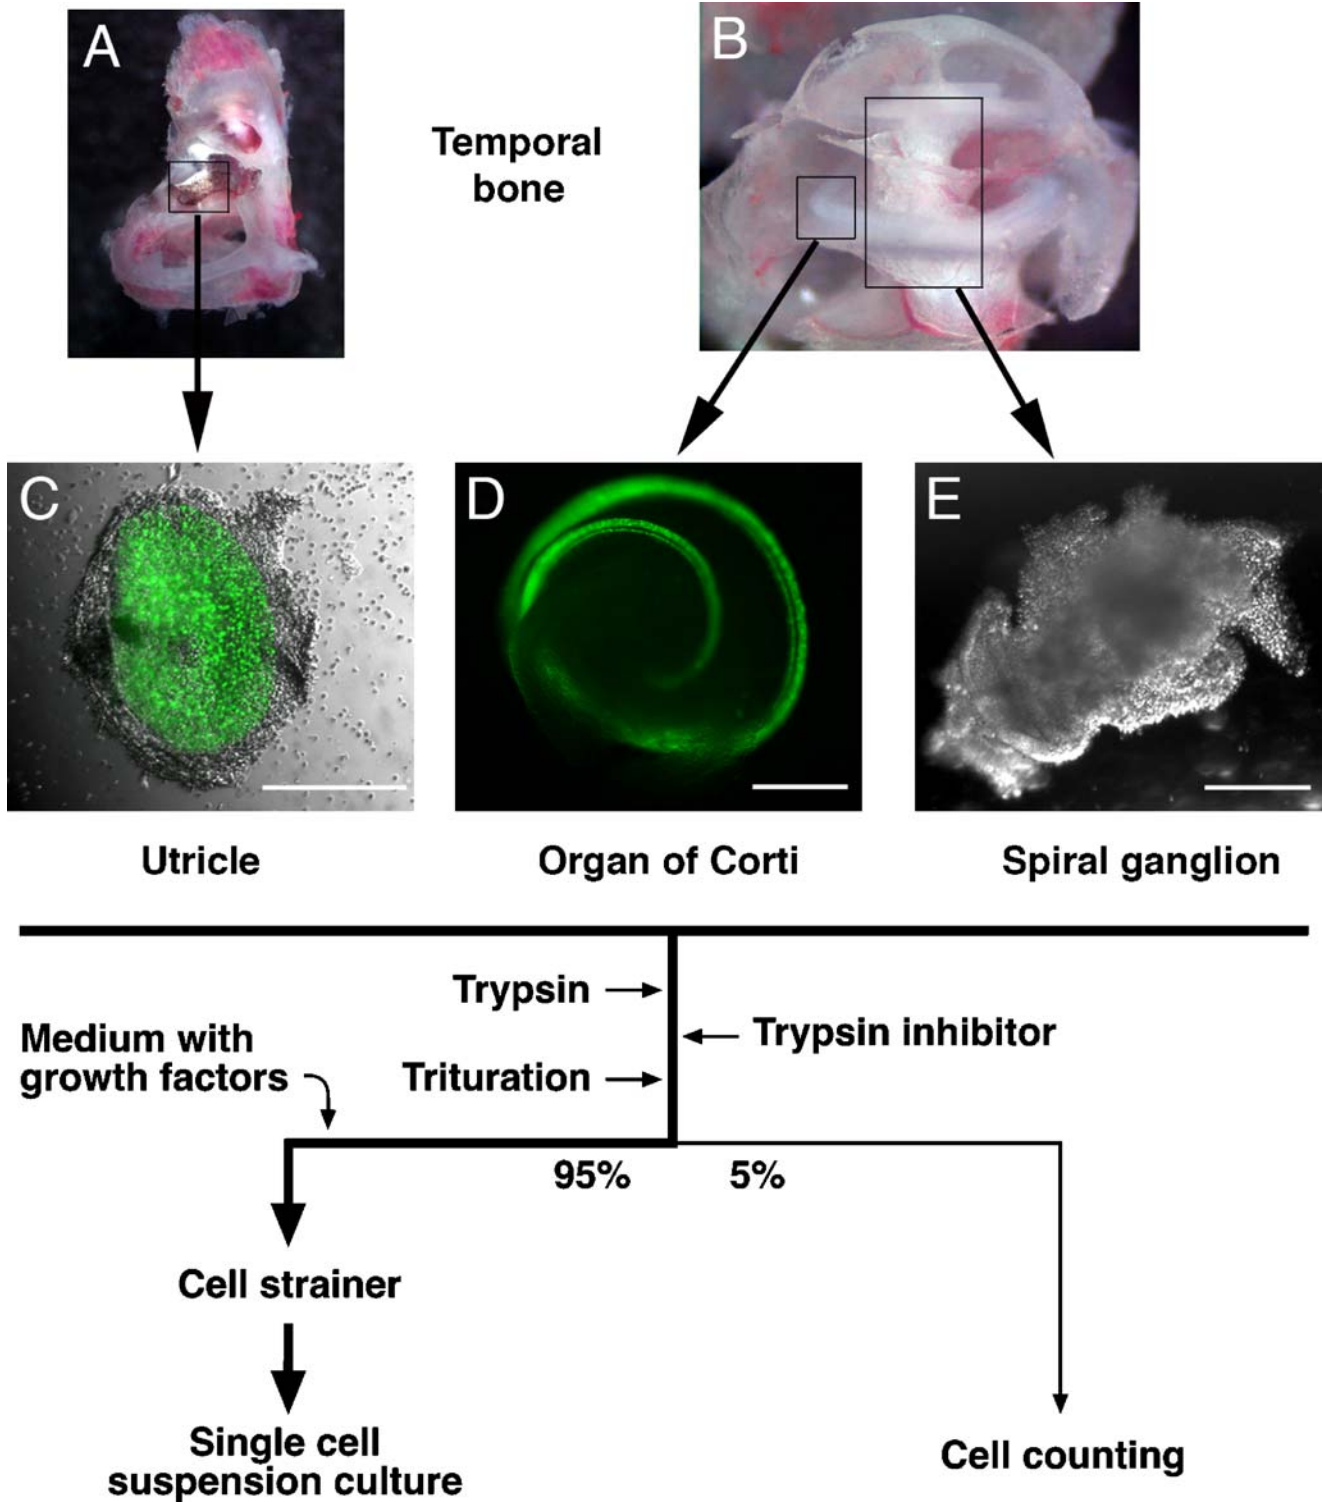 A
B
Temporal
bone
C
D
E
Utricle
Organ of Corti
Spiral ganglion
Trypsin
Trypsin inhibitor
Medium with
growth factors
Trituration
95%
5%
Cell strainer
Single cell
suspension culture
Cell counting